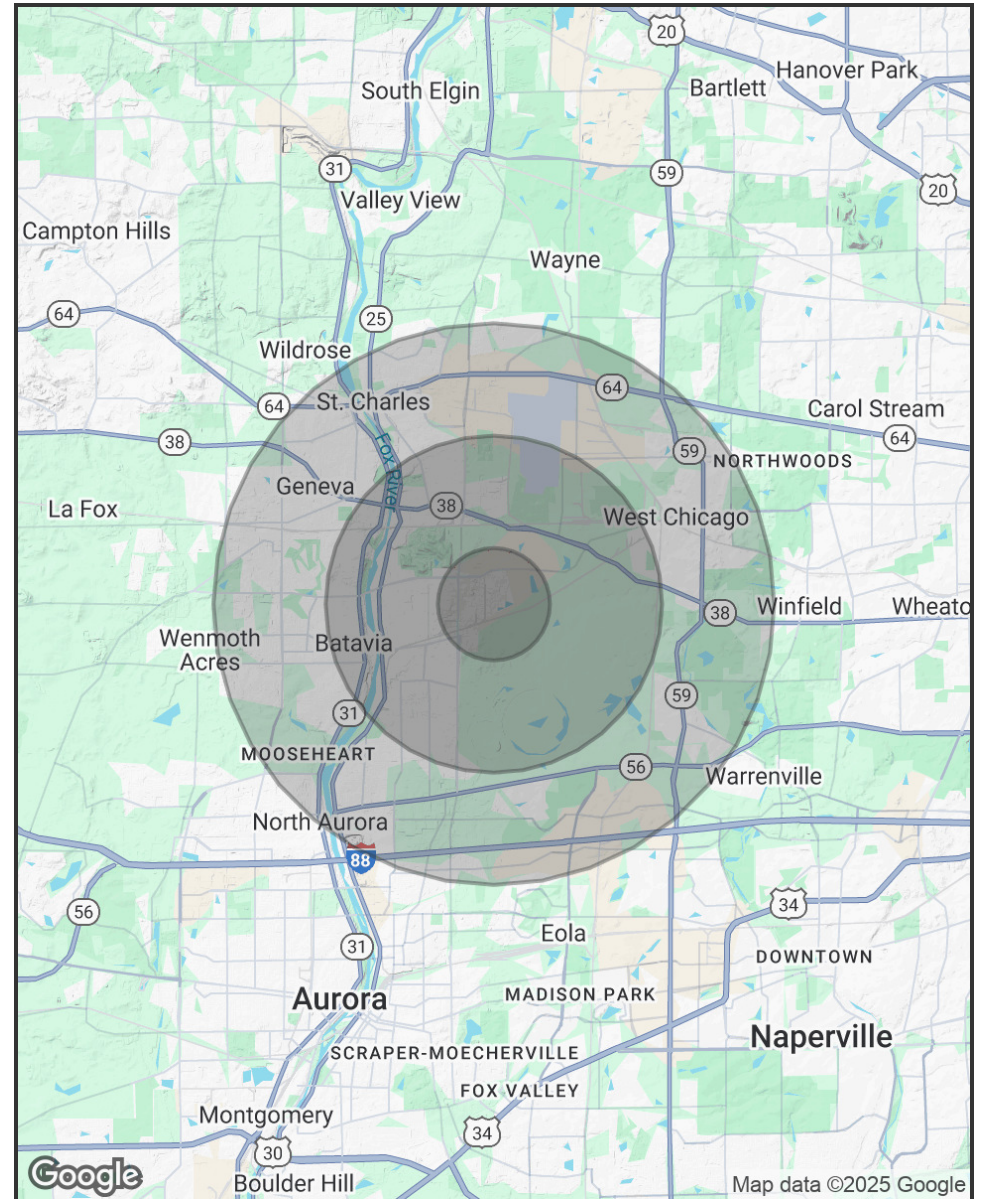 20
Hanover Park
South Elgin
Bartlett
31
59
20
Valley View
Campton Hills
Wayne
64
25
Wildrose
64
St. Charles
64
Carol Stream
38
Fox River
59
64
NORTHWOODS
Geneva
La Fox
38
West Chicago
38
Winfield
Wheato
Wenmoth
Acres
Batavia
59
31
MOOSEHEART
56
Warrenville
North Aurora
88
34
56
31
Eola
DOWNTOWN
Aurora
MADISON PARK
Naperville
SCRAPER-MOECHERVILLE
FOX VALLEY
Montgomery
34
30
Google
Boulder Hill
Map data ©2025 Google